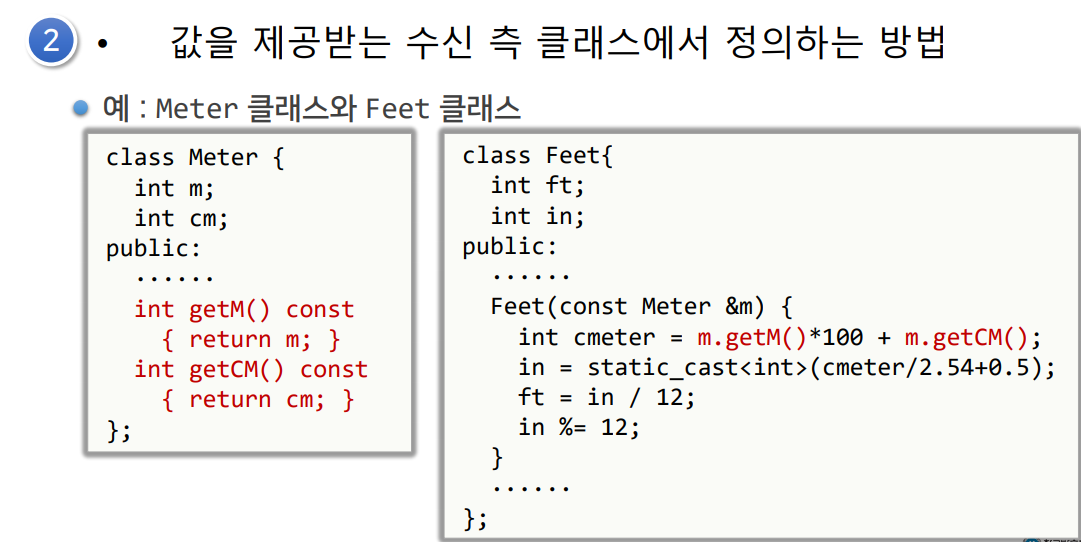 2 • 값을 제공받는 수신 측 클래스에서 정의하는 방법
예 : Meter 클래스와 Feet 클래스
class Meter {
int m;
int cm;
public:
······
int getM() const
{ return m; }
int getCM() const
{ return cm; }
};
class Feet{
int ft;
int in;
public:
······
Feet(const Meter &m) {
int cmeter = m.getM()*100 + m.getCM();
in = static_cast<int>(cmeter/2.54+0.5);
ft = in / 12;
in %= 12;
}
······
};